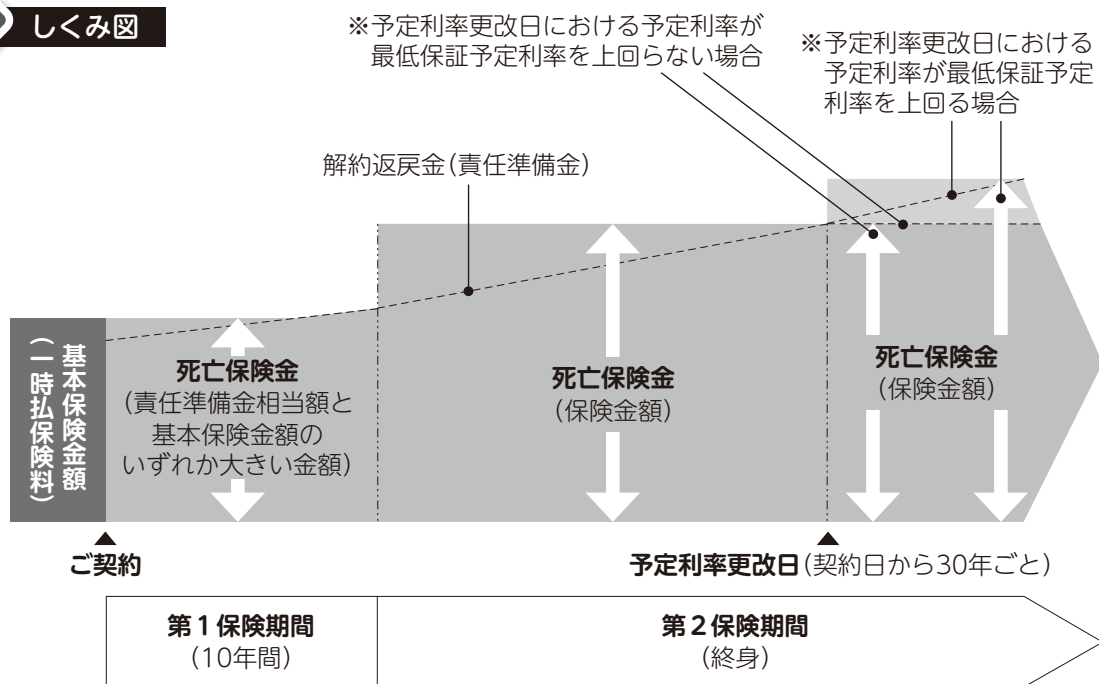 しくみ図
※予定利率更改日における予定利率が
最低保証予定利率を上回らない場合
※予定利率更改日における
予定利率が最低保証予定
利率を上回る場合
解約返戻金(責任準備金)
基本保険金額
(一時払保険料)
死亡保険金
(責任準備金相当額と
基本保険金額の
いずれか大きい金額)
死亡保険金
(保険金額)
死亡保険金
(保険金額)
ご契約
予定利率更改日(契約日から30年ごと)
第1保険期間
(10年間)
第2保険期間
(終身)